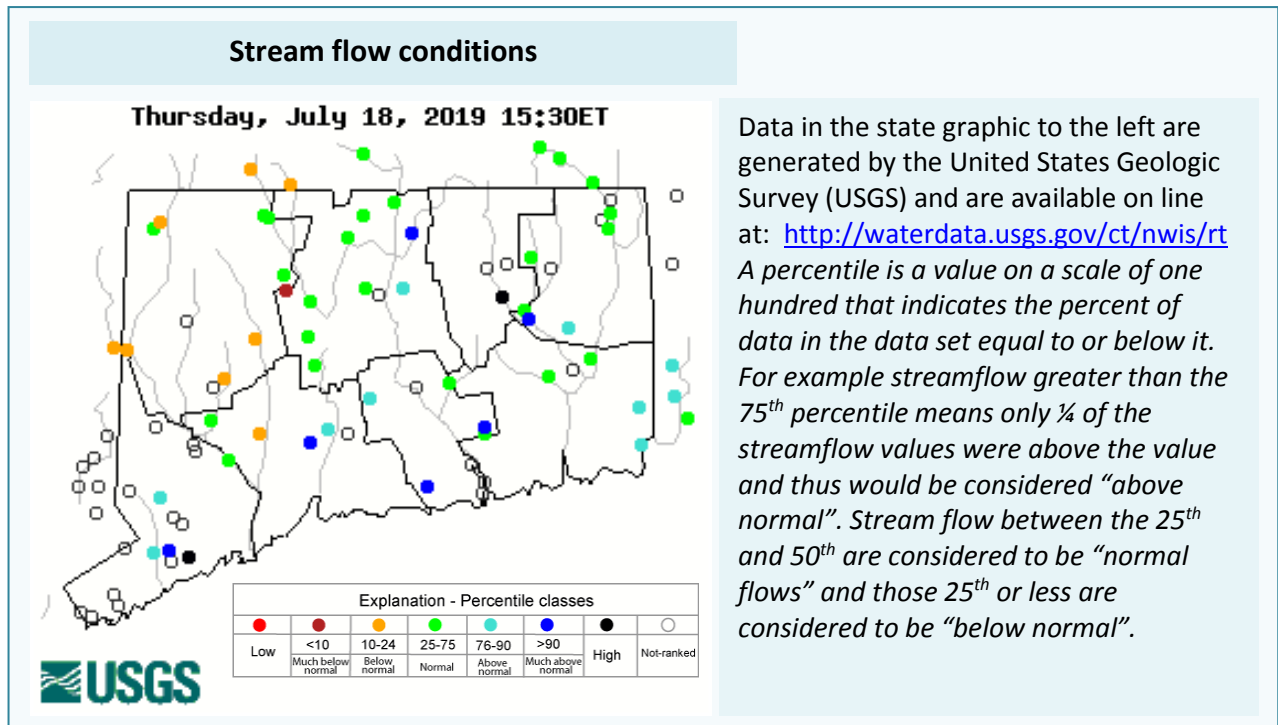 Stream flow conditions
Thursday, July 18, 2019 15:30ET
Explanation - Percentile classes
Low
<10
Much below
normal
10-24
Below
normal
25-75
Normal
76-90
Above
normal
>90
Much above
normal
High
Not-ranked
USGS
Data in the state graphic to the left are
generated by the United States Geologic
Survey (USGS) and are available on line
at: http://waterdata.usgs.gov/ct/nwis/rt
A percentile is a value on a scale of one
hundred that indicates the percent of
data in the data set equal to or below it.
For example streamflow greater than the
75th percentile means only ¼ of the
streamflow values were above the value
and thus would be considered “above
normal”. Stream flow between the 25th
and 50th are considered to be “normal
flows” and those 25th or less are
considered to be “below normal”.